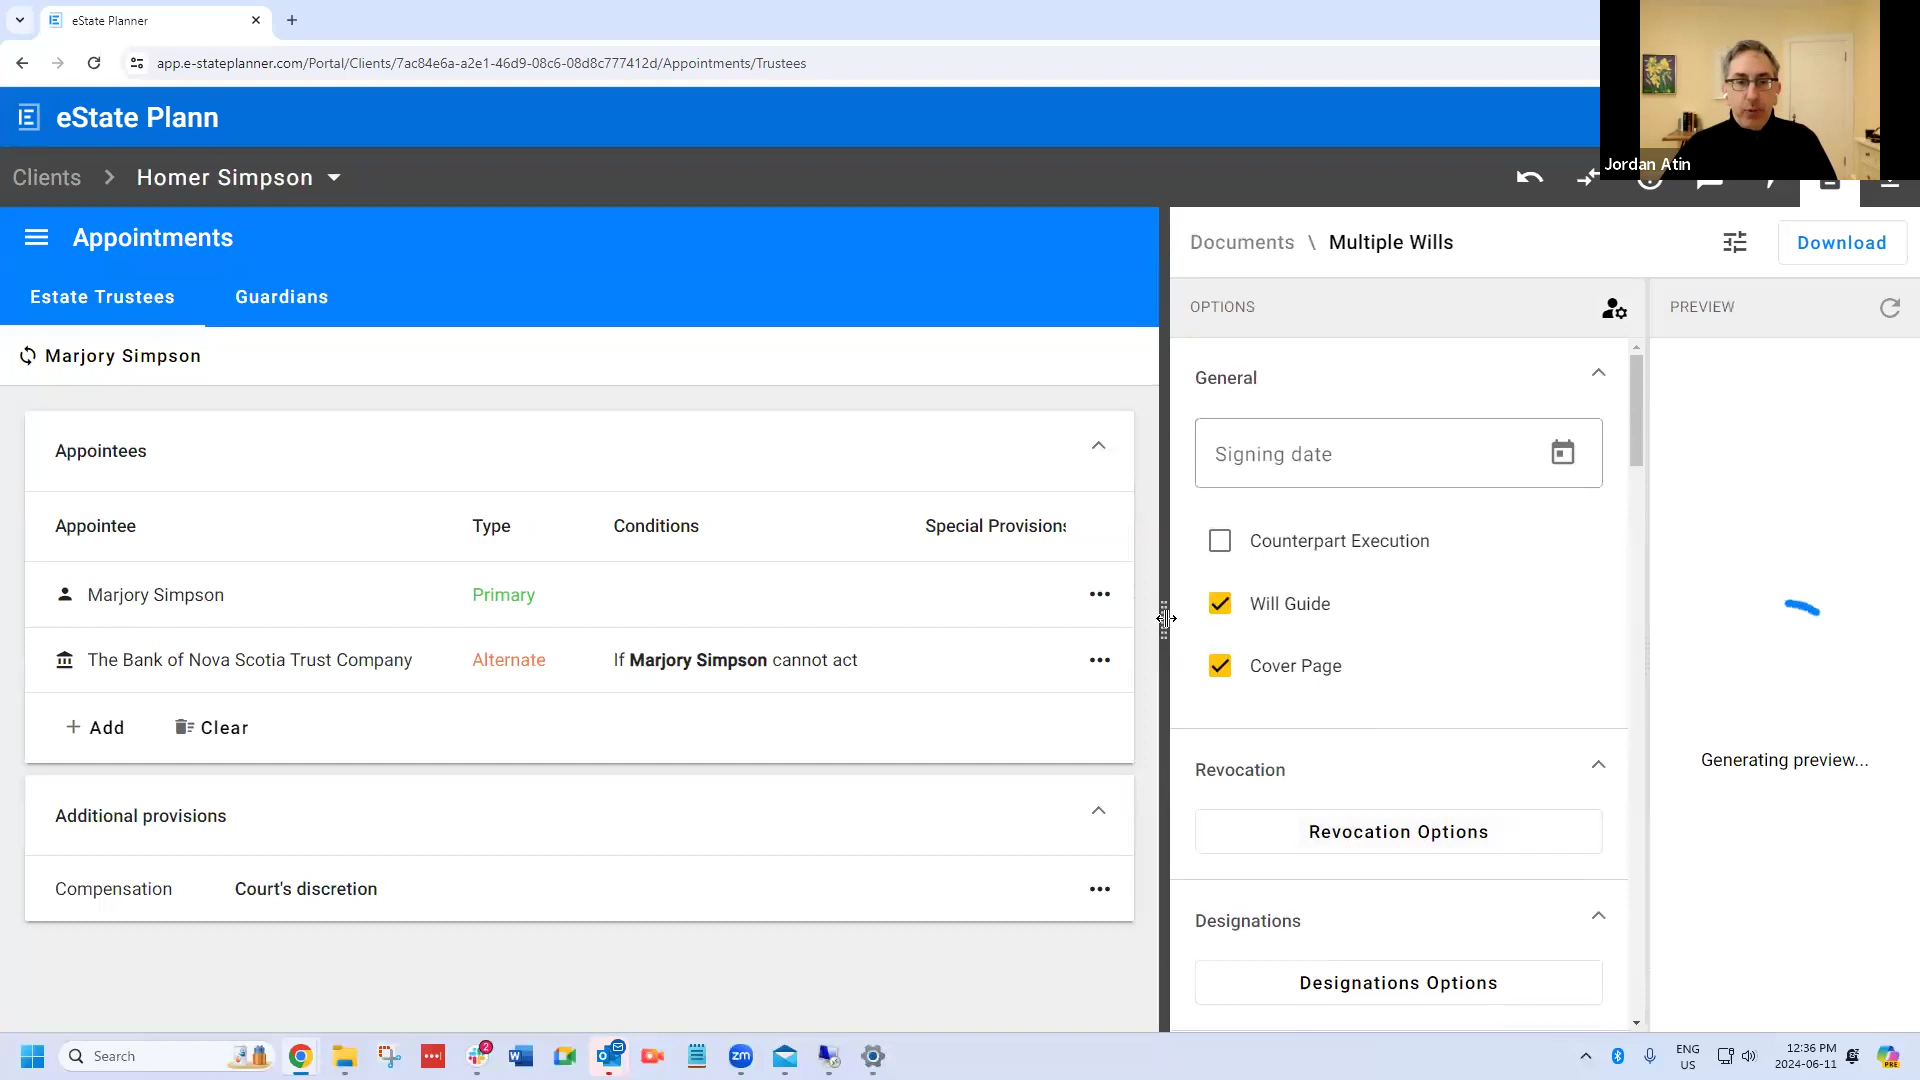 eState Planner
app.e-stateplanner.com/Portal/Clients/7ac84e6a-a2e1-46d9-08c6-08d8c777412d/Appointments/Trustees
eState Plann
Jordan Atin
Clients > Homer Simpson
Appointments
Documents \ Multiple Wills
Download
Estate Trustees
Guardians
OPTIONS
PREVIEW
Marjory Simpson
General
Signing date
Appointees
Appointee
Type
Conditions
Special Provisions
Counterpart Execution
Marjory Simpson
Primary
Will Guide
The Bank of Nova Scotia Trust Company
Alternate
If Marjory Simpson cannot act
Cover Page
+ Add
Clear
Generating preview...
Revocation
Additional provisions
Revocation Options
Compensation
Court's discretion
Designations
Designations Options
Search
2
W
zm
PRE
ENG
US
12:36 PM
2024-06-11